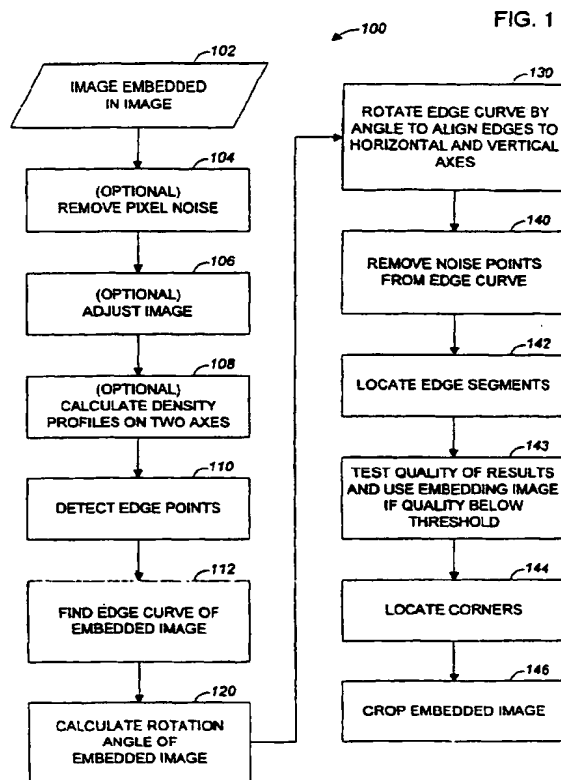 FIG. 1
100
102
IMAGE EMBEDDED
IN IMAGE
104
(OPTIONAL)
REMOVE PIXEL NOISE
106
(OPTIONAL)
ADJUST IMAGE
108
(OPTIONAL)
CALCULATE DENSITY
PROFILES ON TWO AXES
110
DETECT EDGE POINTS
112
FIND EDGE CURVE OF
EMBEDDED IMAGE
120
CALCULATE ROTATION
ANGLE OF
EMBEDDED IMAGE
130
ROTATE EDGE CURVE BY
ANGLE TO ALIGN EDGES TO
HORIZONTAL AND VERTICAL
AXES
140
REMOVE NOISE POINTS
FROM EDGE CURVE
142
LOCATE EDGE SEGMENTS
143
TEST QUALITY OF RESULTS
AND USE EMBEDDING IMAGE
IF QUALITY BELOW
THRESHOLD
144
LOCATE CORNERS
146
CROP EMBEDDED IMAGE